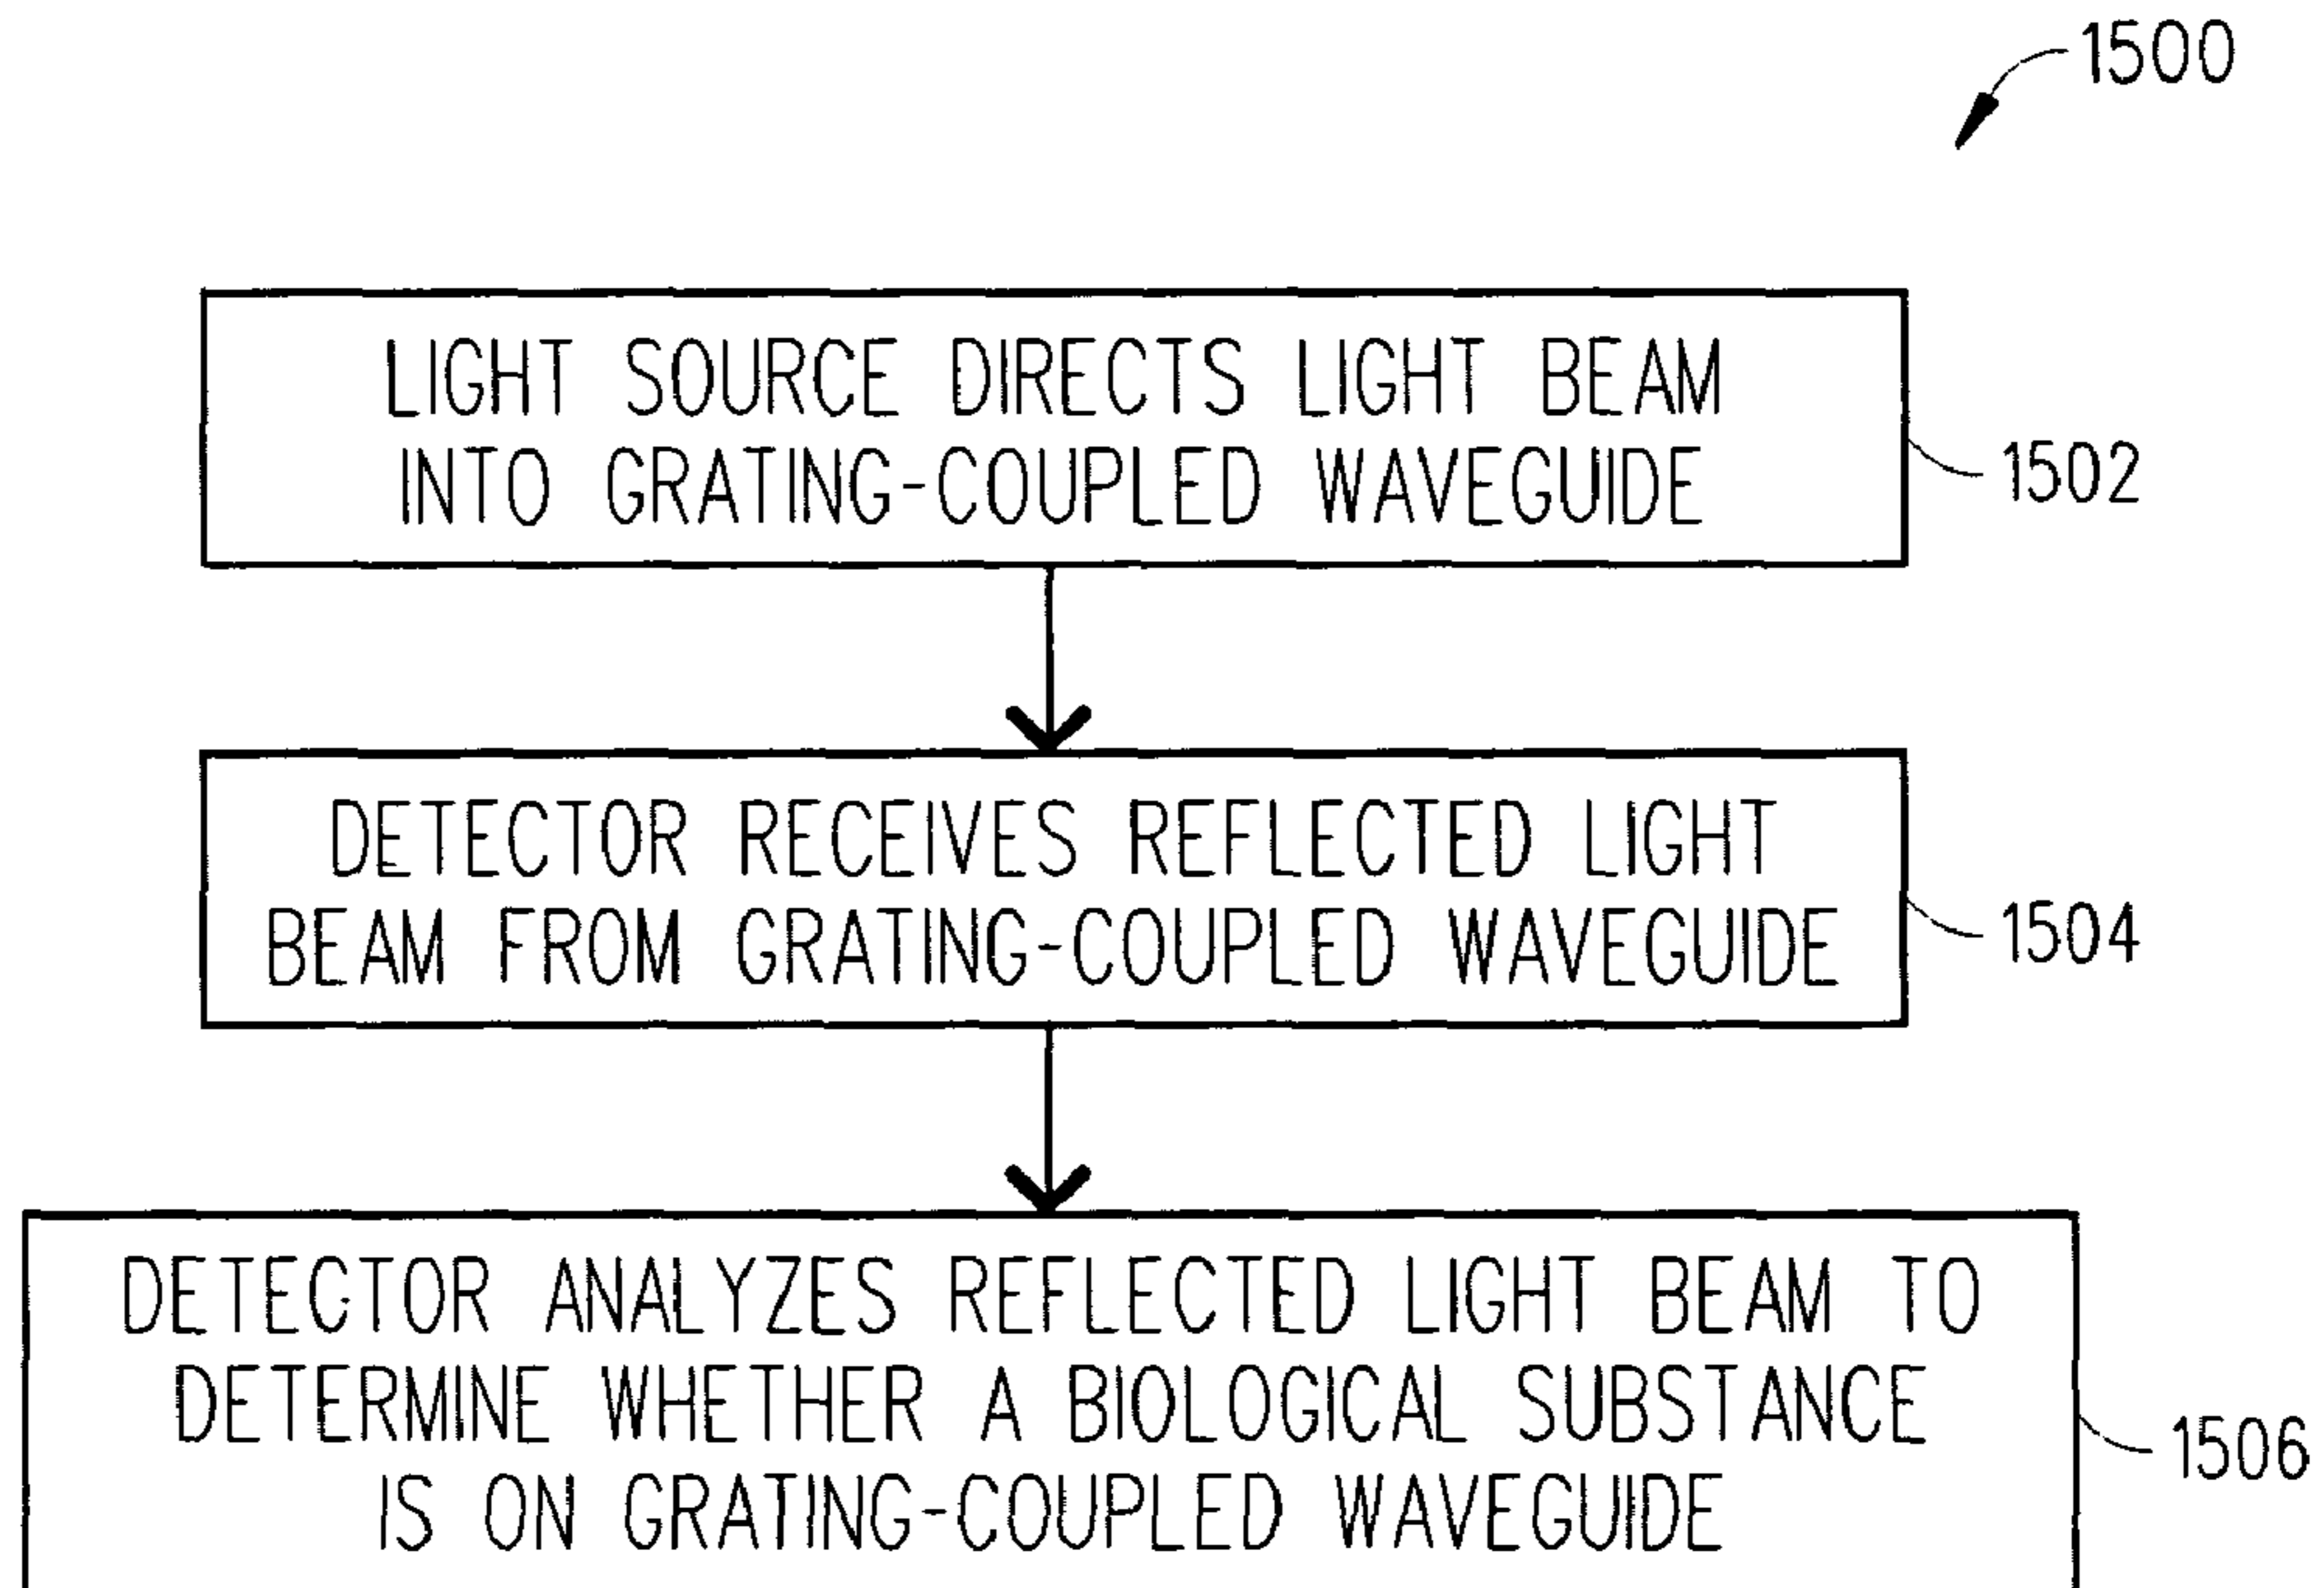 1500
LIGHT SOURCE DIRECTS LIGHT BEAM
INTO GRATING-COUPLED WAVEGUIDE
1502
DETECTOR RECEIVES REFLECTED LIGHT
BEAM FROM GRATING-COUPLED WAVEGUIDE
1504
DETECTOR ANALYZES REFLECTED LIGHT BEAM TO
DETERMINE WHETHER A BIOLOGICAL SUBSTANCE
IS ON GRATING-COUPLED WAVEGUIDE
1506